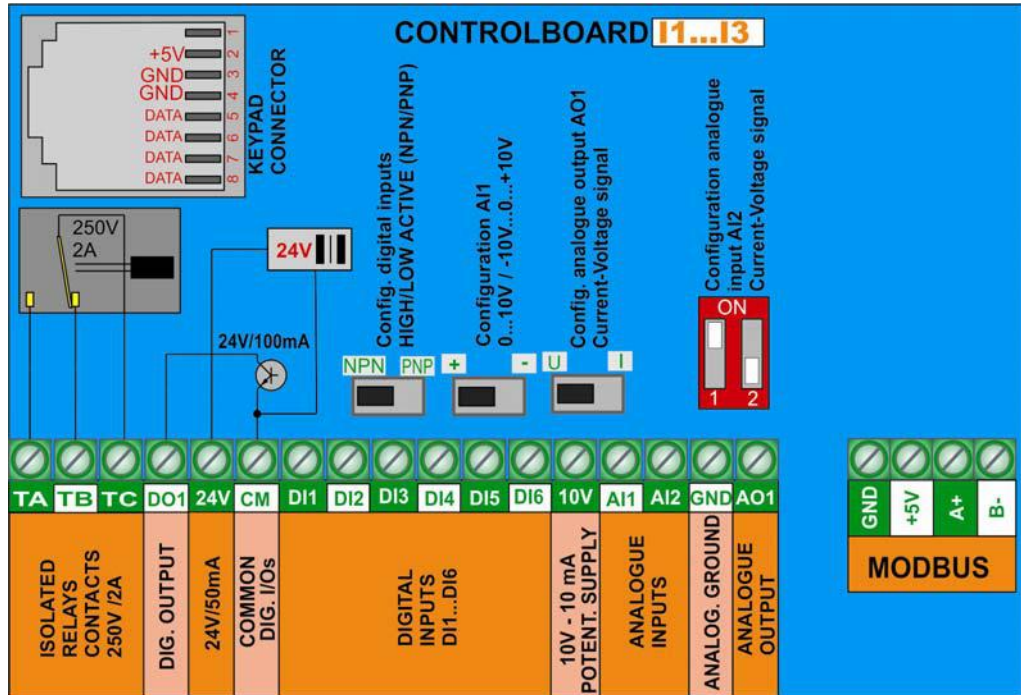 CONTROLBOARD I1...I3
1
+5V 2
GND 3
GND 4
DATA 5
DATA 6
DATA 7
DATA 8
KEYPAD
CONNECTOR
250V
2A
24V
24V/100mA
Config. digital inputs
HIGH/LOW ACTIVE (NPN/PNP)
Configuration AI1
0...10V / -10V...0...+10V
Config. analogue output AO1
Current-Voltage signal
Configuration analogue
input AI2
Current-Voltage signal
NPN PNP + - U I
ON
1 2
TA TB TC DO1 24V CM DI1 DI2 DI3 DI4 DI5 DI6 10V AI1 AI2 GND AO1
ISOLATED
RELAYS
CONTACTS
250V /2A
DIG. OUTPUT
24V/50mA
COMMON
DIG. I/Os
DIGITAL
INPUTS
DI1...DI6
10V - 10 mA
POTENT. SUPPLY
ANALOGUE
INPUTS
ANALOG. GROUND
ANALOGUE
OUTPUT
GND +5V A+ B-
MODBUS